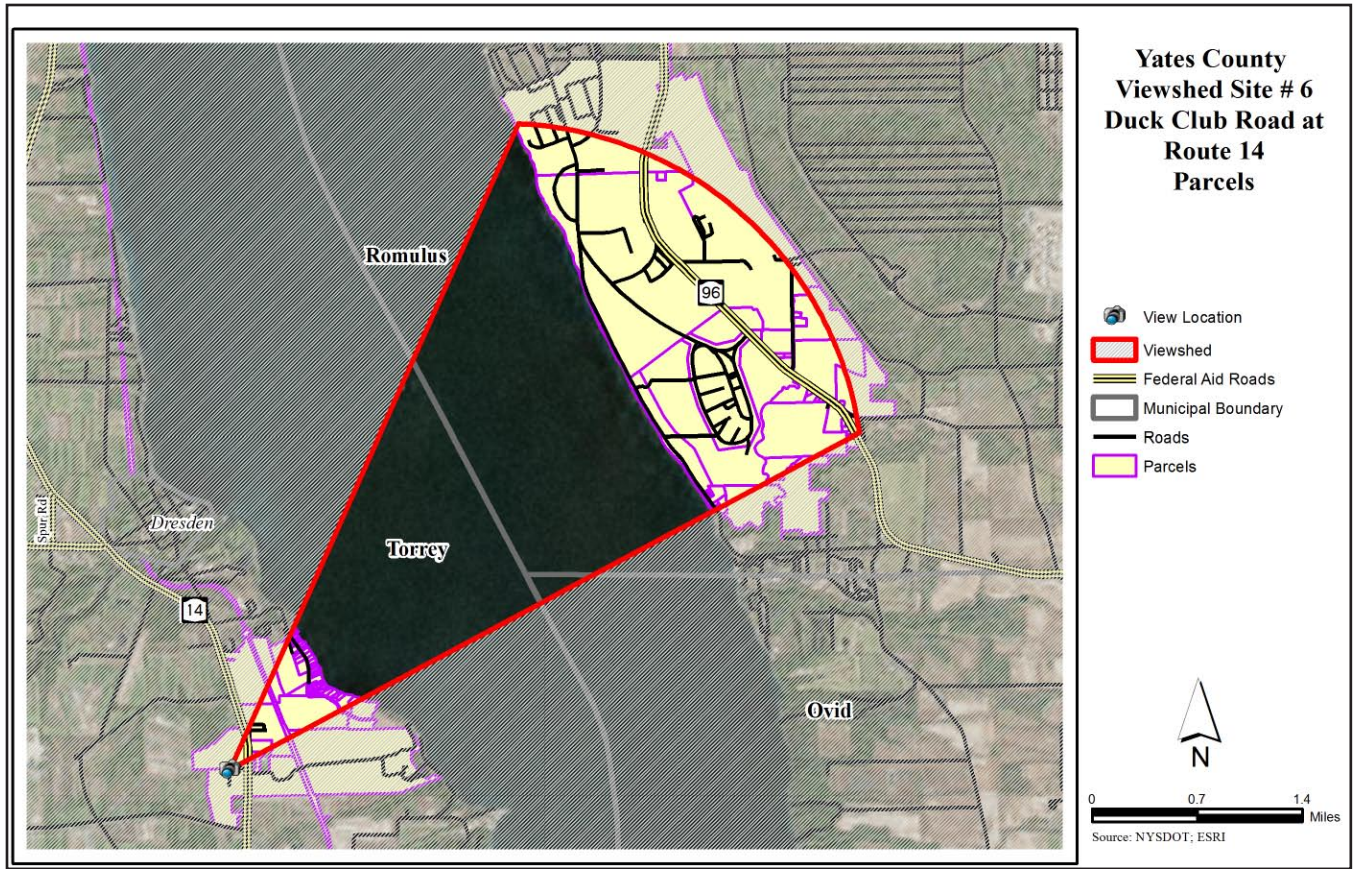 Yates County
Viewshed Site # 6
Duck Club Road at
Route 14
Parcels
View Location
Viewshed
Federal Aid Roads
Municipal Boundary
Roads
Parcels
Romulus
96
Spur Rd
Dresden
Torrey
14
Ovid
N
0 0.7 1.4
Miles
Source: NYSDOT; ESRI